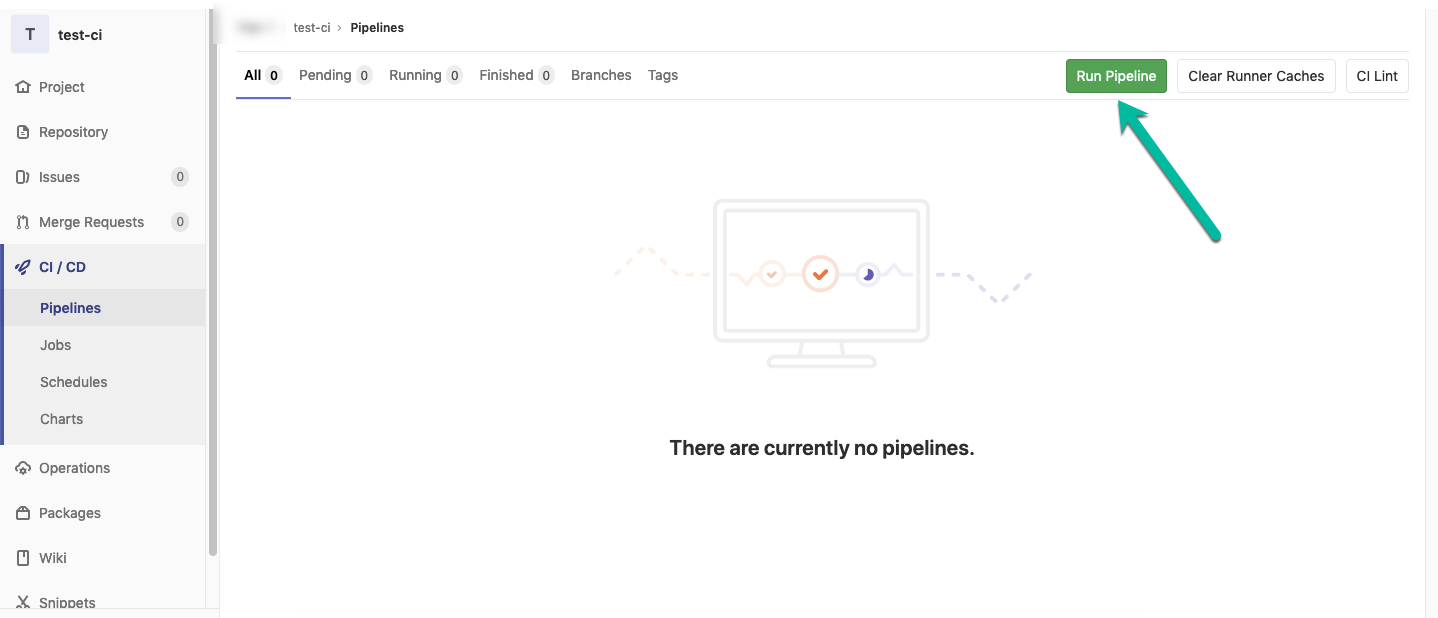 T test-ci
Project
Repository
Issues 0
Merge Requests 0
CI / CD
Pipelines
Jobs
Schedules
Charts
Operations
Packages
Wiki
Snippets
test-ci › Pipelines
All 0 Pending 0 Running 0 Finished 0 Branches Tags
Run Pipeline Clear Runner Caches CI Lint
There are currently no pipelines.